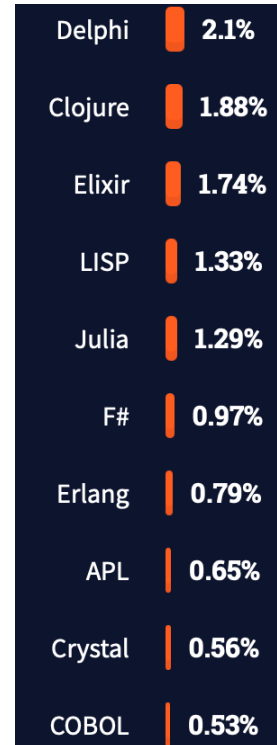 Delphi 2.1%
Clojure 1.88%
Elixir 1.74%
LISP 1.33%
Julia 1.29%
F# 0.97%
Erlang 0.79%
APL 0.65%
Crystal 0.56%
COBOL 0.53%